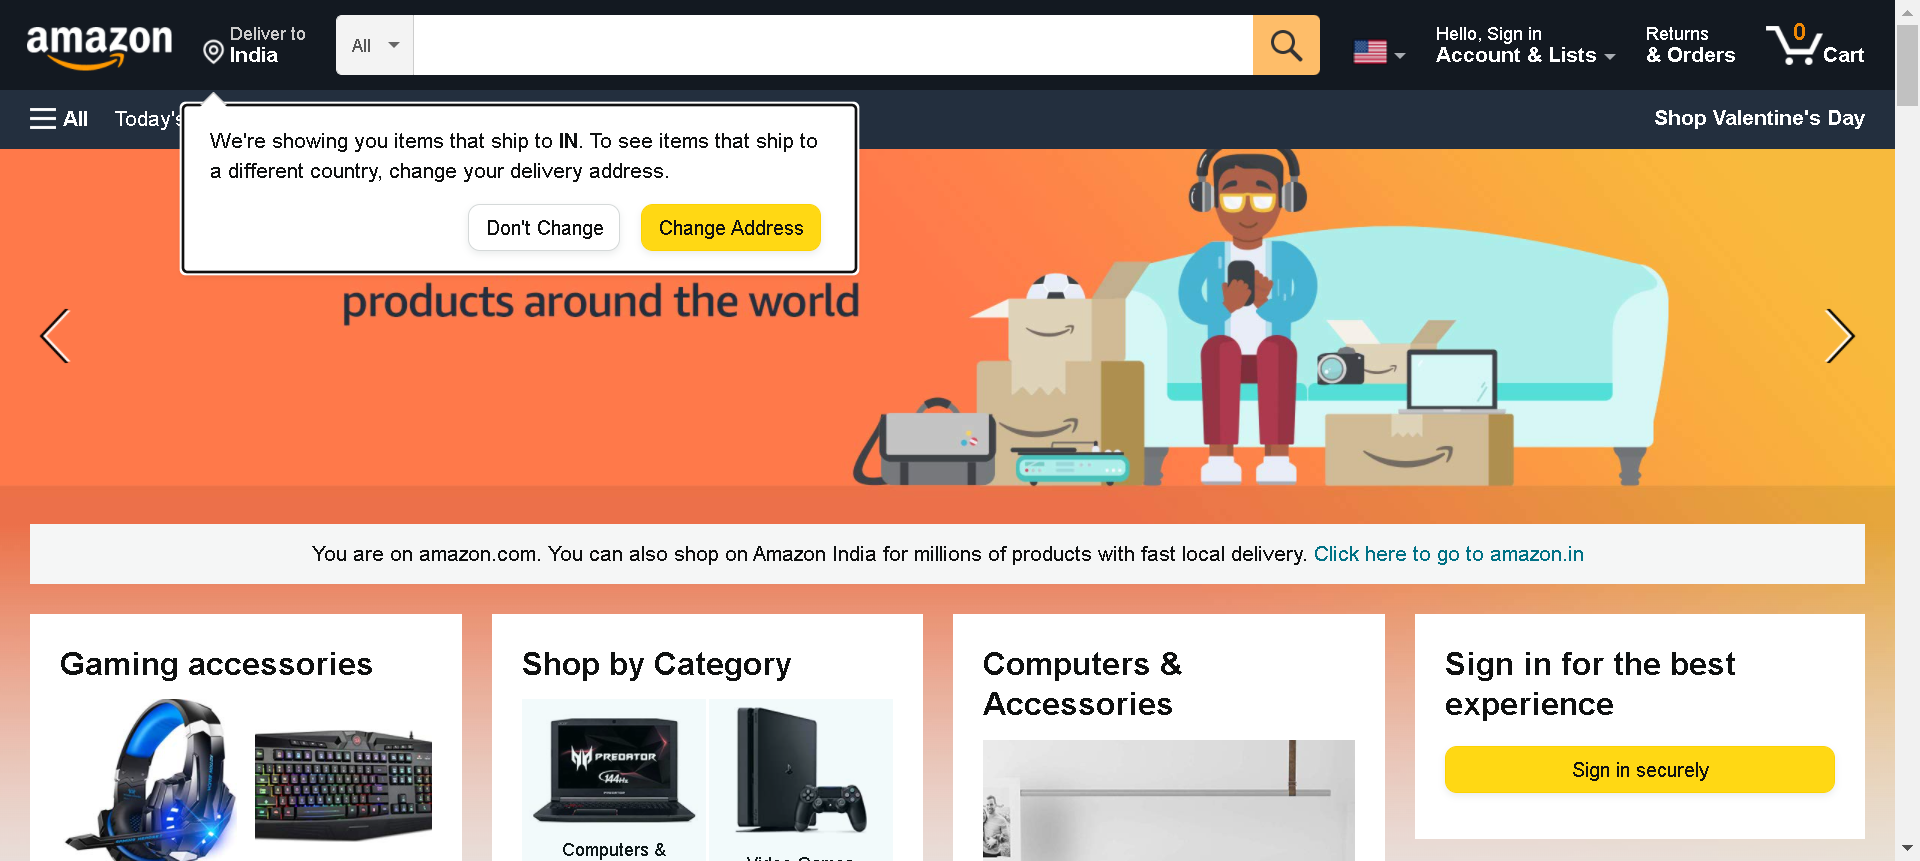 amazon
Deliver to
India
All
Hello, Sign in
Account & Lists
Returns
& Orders
0
Cart
All
Today's
Shop Valentine's Day
We're showing you items that ship to IN. To see items that ship to
a different country, change your delivery address.
Don't Change
Change Address
products around the world
You are on amazon.com. You can also shop on Amazon India for millions of products with fast local delivery. Click here to go to amazon.in
Gaming accessories
Shop by Category
Computers &
Accessories
Sign in for the best
experience
PREDATOR
144Hz
Sign in securely
Computers &
Video Games